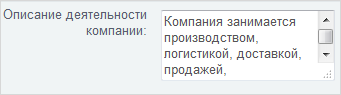 Описание деятельности
компании:
Компания занимается
производством,
логистикой, доставкой,
продажей,